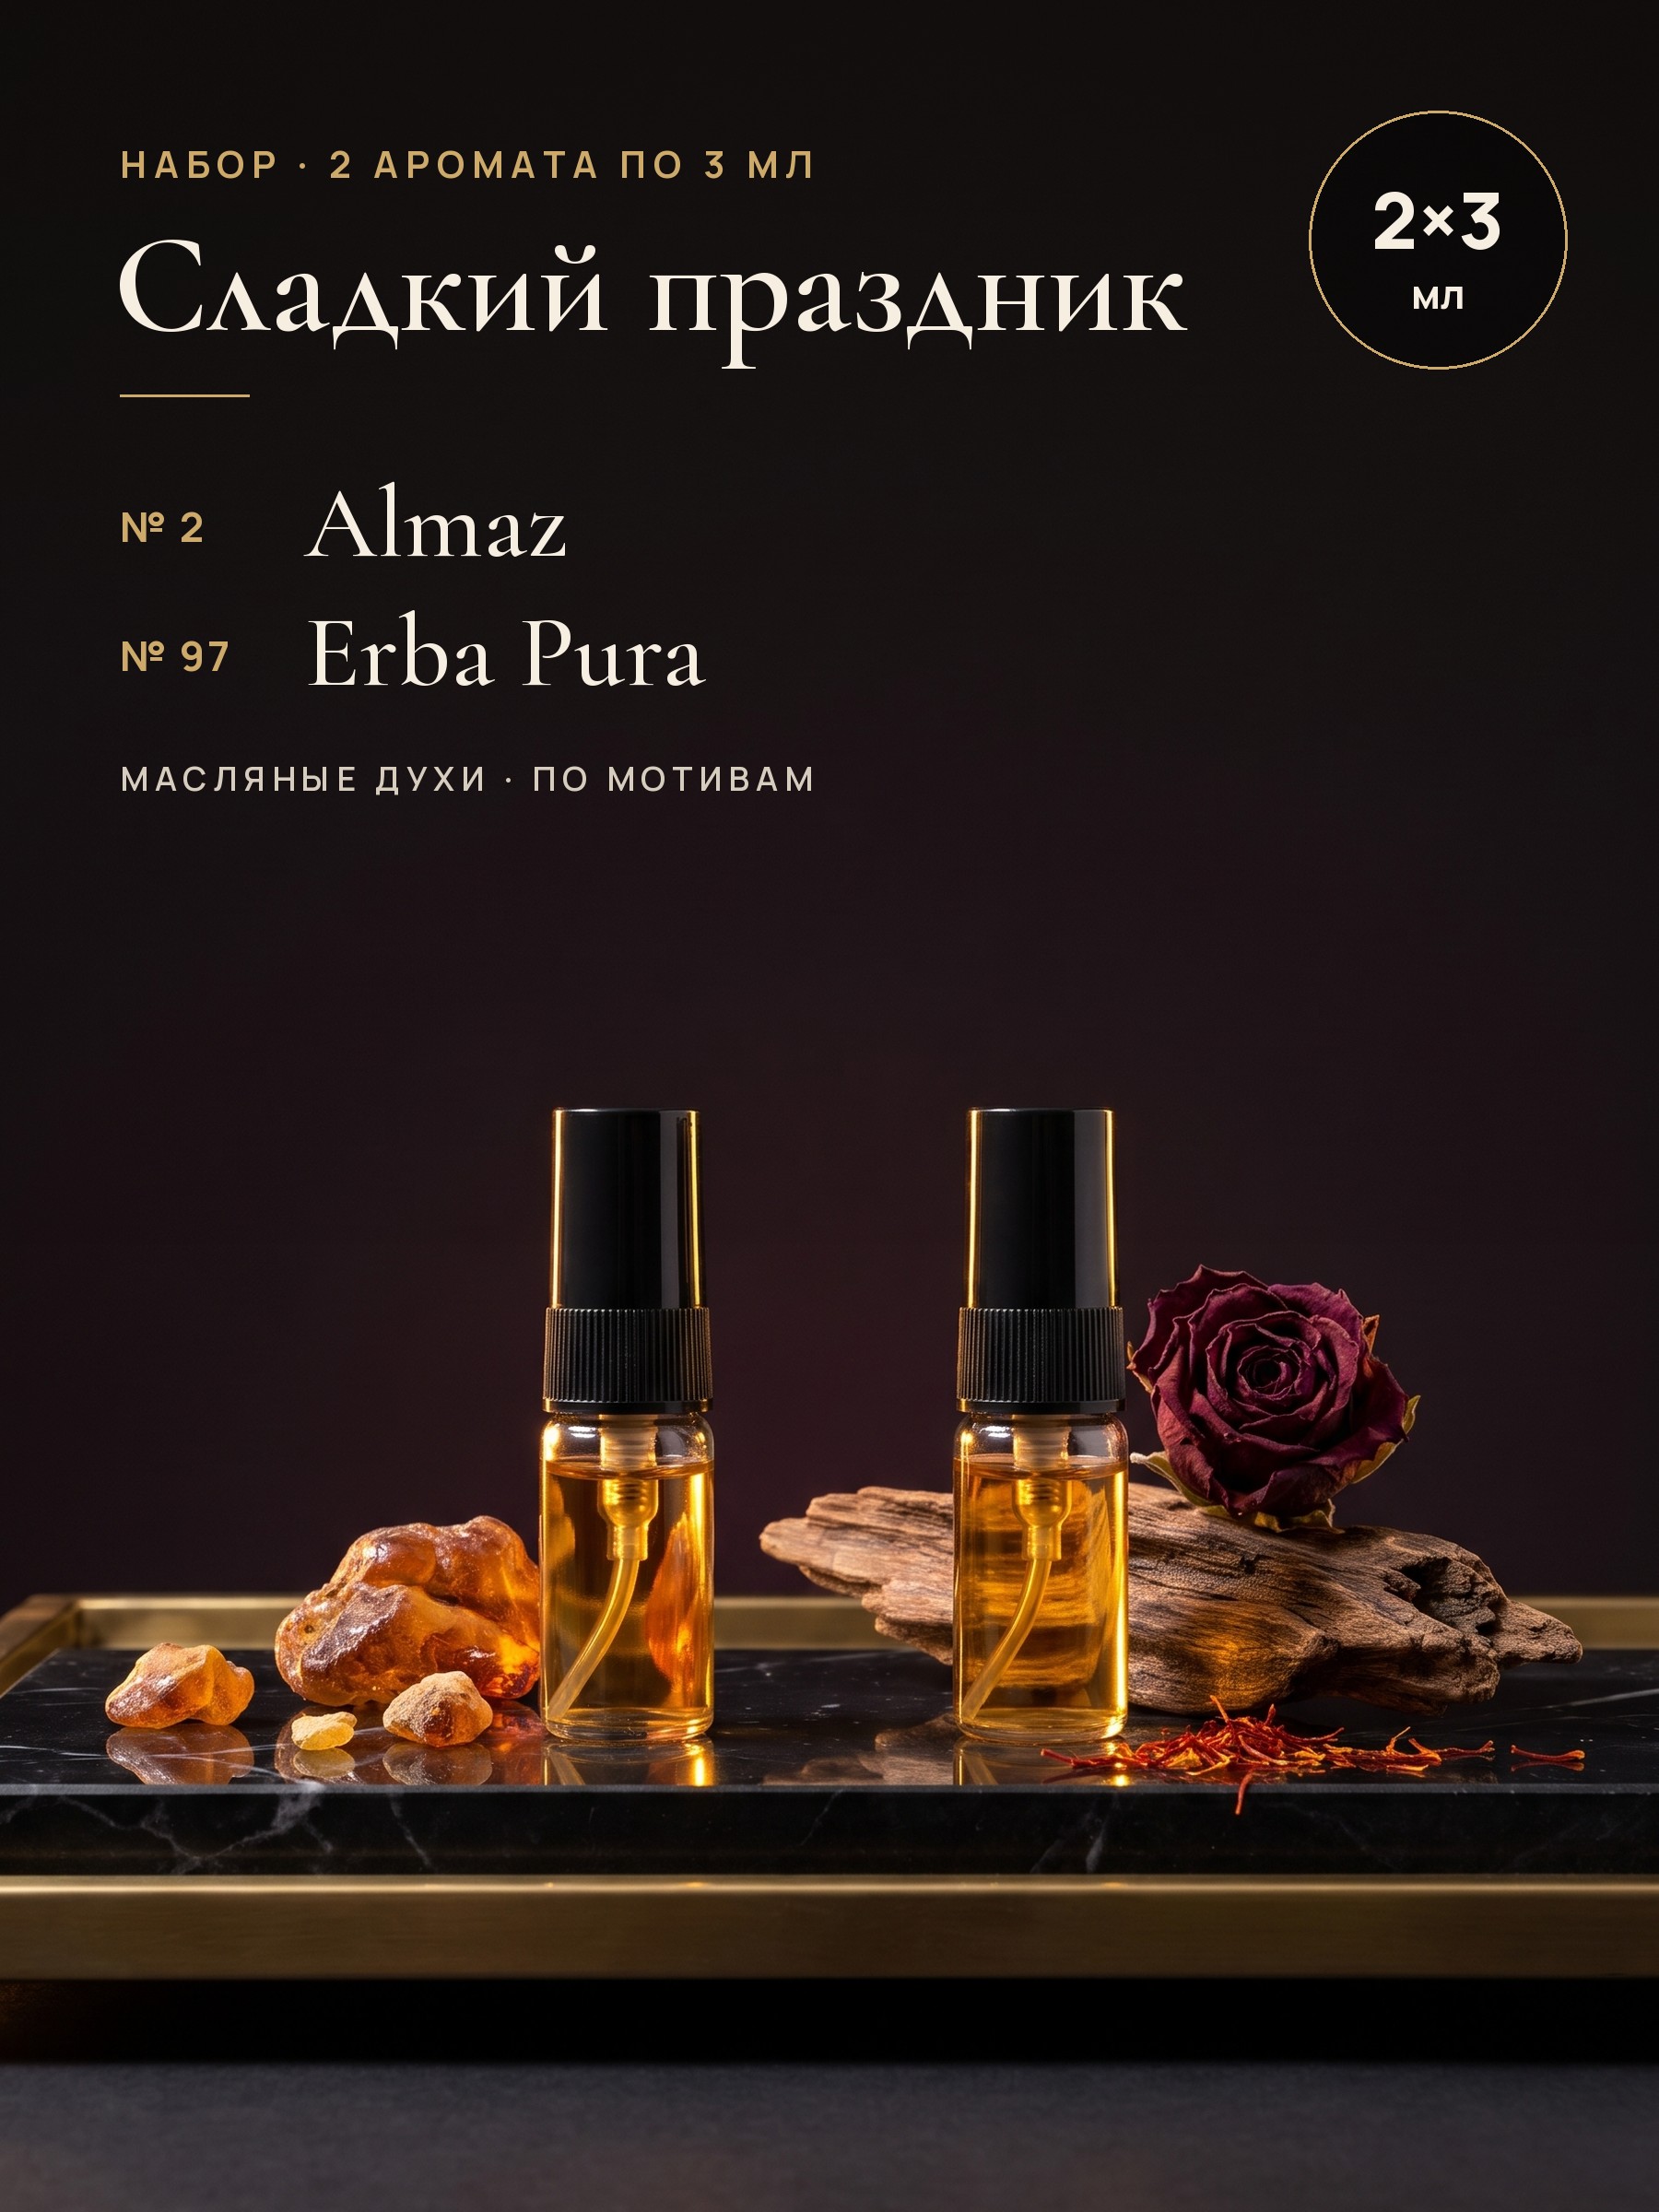 НАБОР · 2 АРОМАТА ПО 3 МЛ
Сладкий праздник
2×3
мл
№ 2 Almaz
№ 97 Erba Pura
МАСЛЯНЫЕ ДУХИ · ПО МОТИВАМ